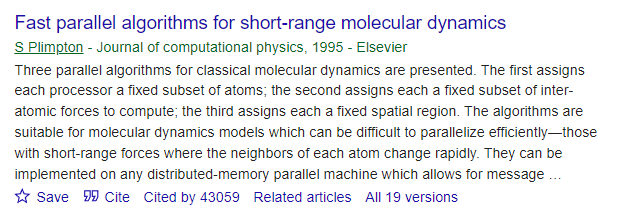 Fast parallel algorithms for short-range molecular dynamics
S Plimpton - Journal of computational physics, 1995 - Elsevier
Three parallel algorithms for classical molecular dynamics are presented. The first assigns
each processor a fixed subset of atoms; the second assigns each a fixed subset of inter-
atomic forces to compute; the third assigns each a fixed spatial region. The algorithms are
suitable for molecular dynamics models which can be difficult to parallelize efficiently—those
with short-range forces where the neighbors of each atom change rapidly. They can be
implemented on any distributed-memory parallel machine which allows for message …
Save Cite Cited by 43059 Related articles All 19 versions